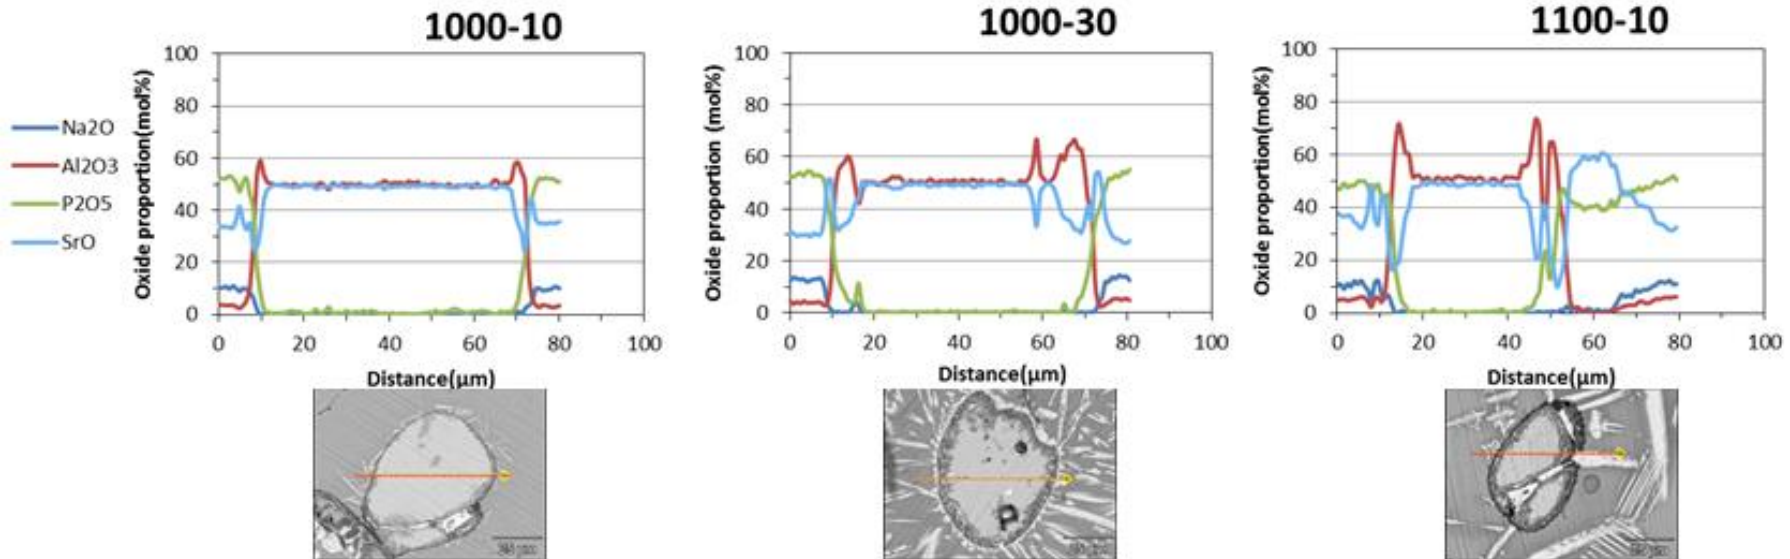 1000-10
1000-30
1100-10
Na2O
Al2O3
P2O5
SrO
Oxide proportion(mol%)
100
80
60
40
20
0
0 20 40 60 80 100
Distance(μm)
Oxide proportion (mol%)
100
80
60
40
20
0
0 20 40 60 80 100
Distance(μm)
Oxide proportion(mol%)
100
80
60
40
20
0
0 20 40 60 80 100
Distance(μm)